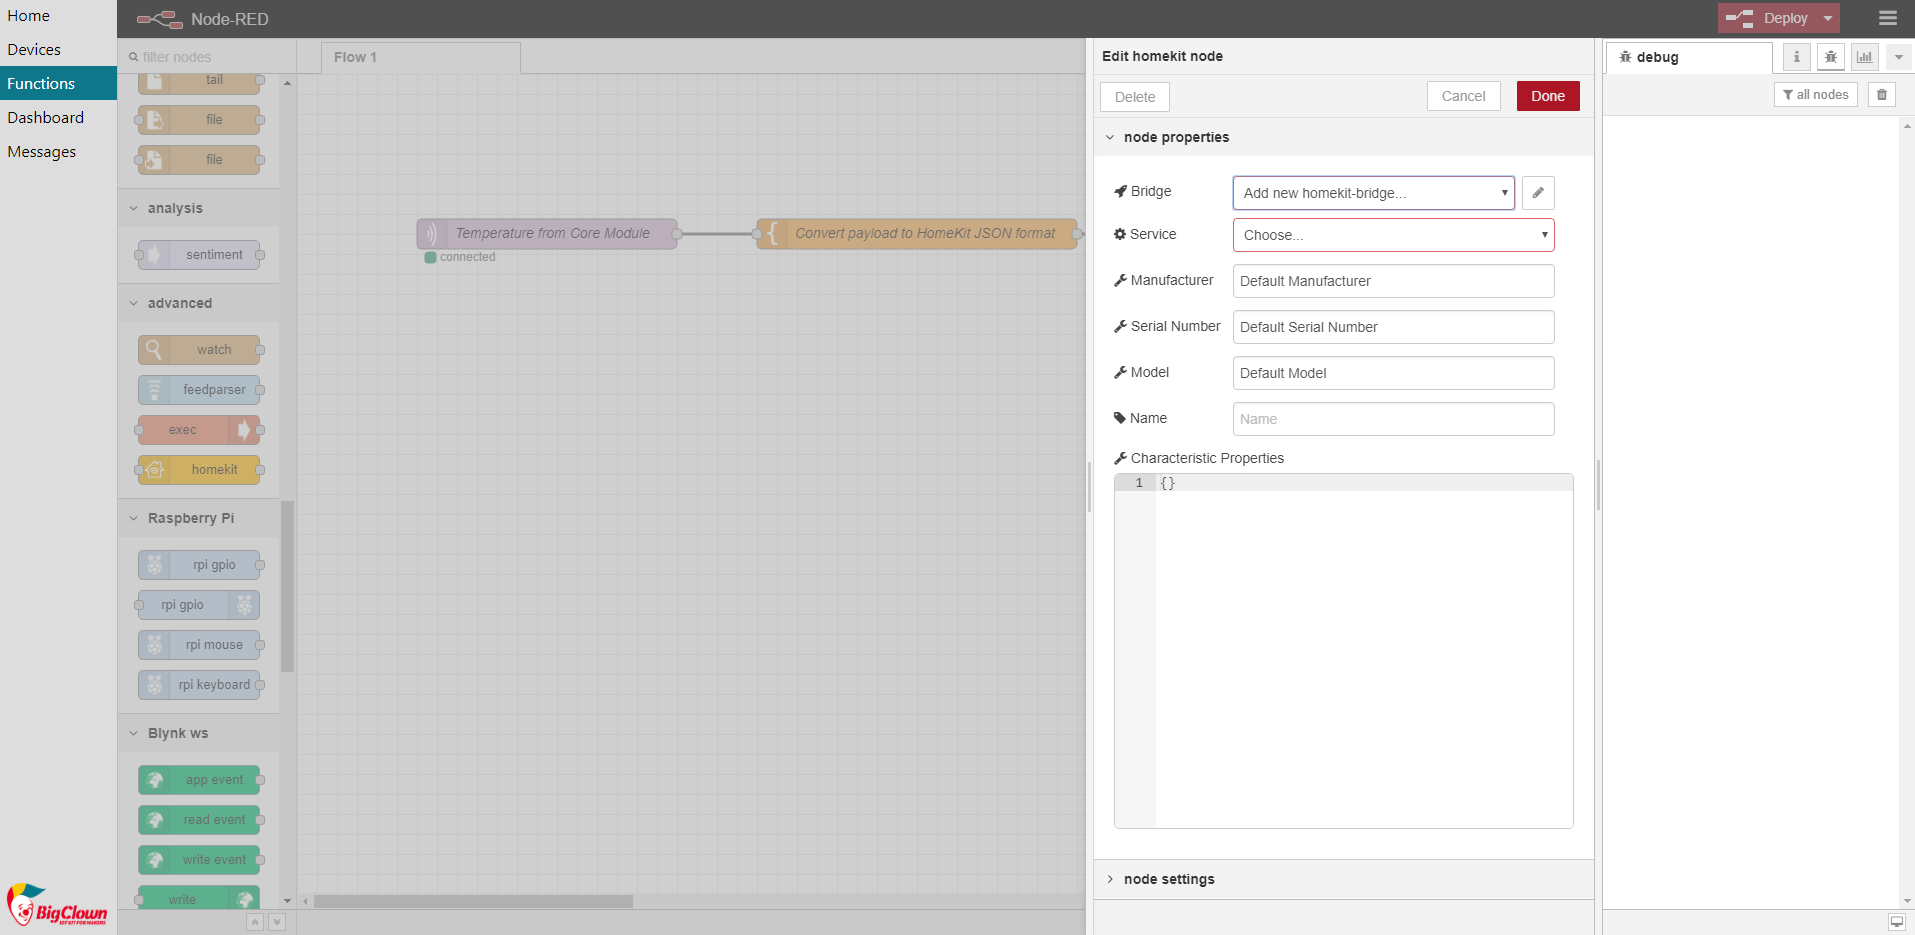 Home
Devices
Functions
Dashboard
Messages
BigClown
Node-RED
Deploy
filter nodes
tail
file
file
analysis
sentiment
advanced
watch
feedparser
exec
homekit
Raspberry Pi
rpi gpio
rpi gpio
rpi mouse
rpi keyboard
Blynk ws
app event
read event
write event
write
Flow 1
Temperature from Core Module
connected
Convert payload to HomeKit JSON format
Edit homekit node
Delete
Cancel
Done
node properties
Bridge
Add new homekit-bridge...
Service
Choose...
Manufacturer
Default Manufacturer
Serial Number
Default Serial Number
Model
Default Model
Name
Name
Characteristic Properties
1 {}
node settings
debug
i
all nodes